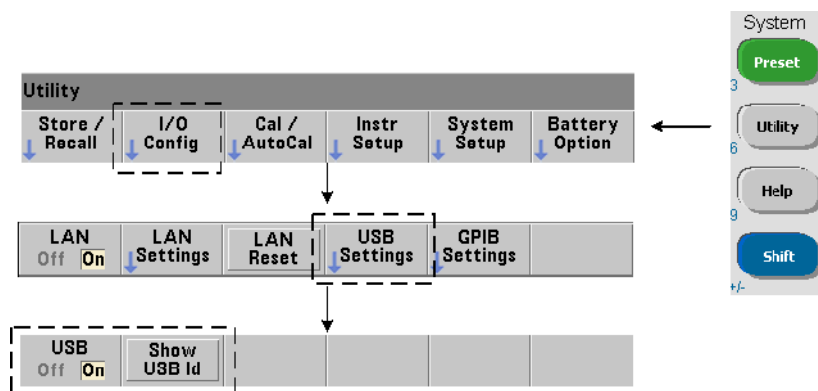 System
Preset
3
Utility
6
Help
9
Shift
+/-
Utility
Store / Recall
I/O Config
Cal / AutoCal
Instr Setup
System Setup
Battery Option
LAN
Off On
LAN Settings
LAN Reset
USB Settings
GPIB Settings
USB
Off On
Show USB Id